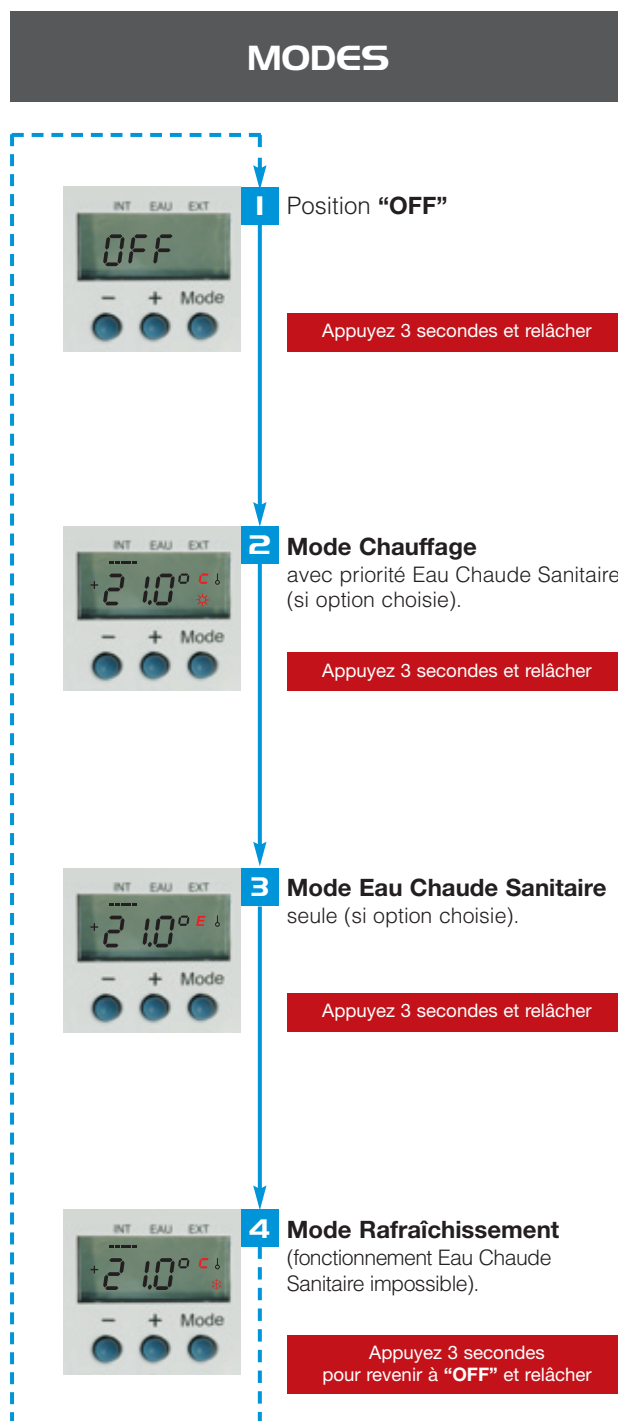 MODES
INT EAU EXT
OFF
- + Mode
1 Position “OFF”
Appuyez 3 secondes et relâcher
INT EAU EXT
+21.0° C
- + Mode
2 Mode Chauffage
avec priorité Eau Chaude Sanitaire
(si option choisie).
Appuyez 3 secondes et relâcher
INT EAU EXT
+21.0° E
- + Mode
3 Mode Eau Chaude Sanitaire
seule (si option choisie).
Appuyez 3 secondes et relâcher
INT EAU EXT
+21.0° C
- + Mode
4 Mode Rafraîchissement
(fonctionnement Eau Chaude
Sanitaire impossible).
Appuyez 3 secondes
pour revenir à “OFF” et relâcher